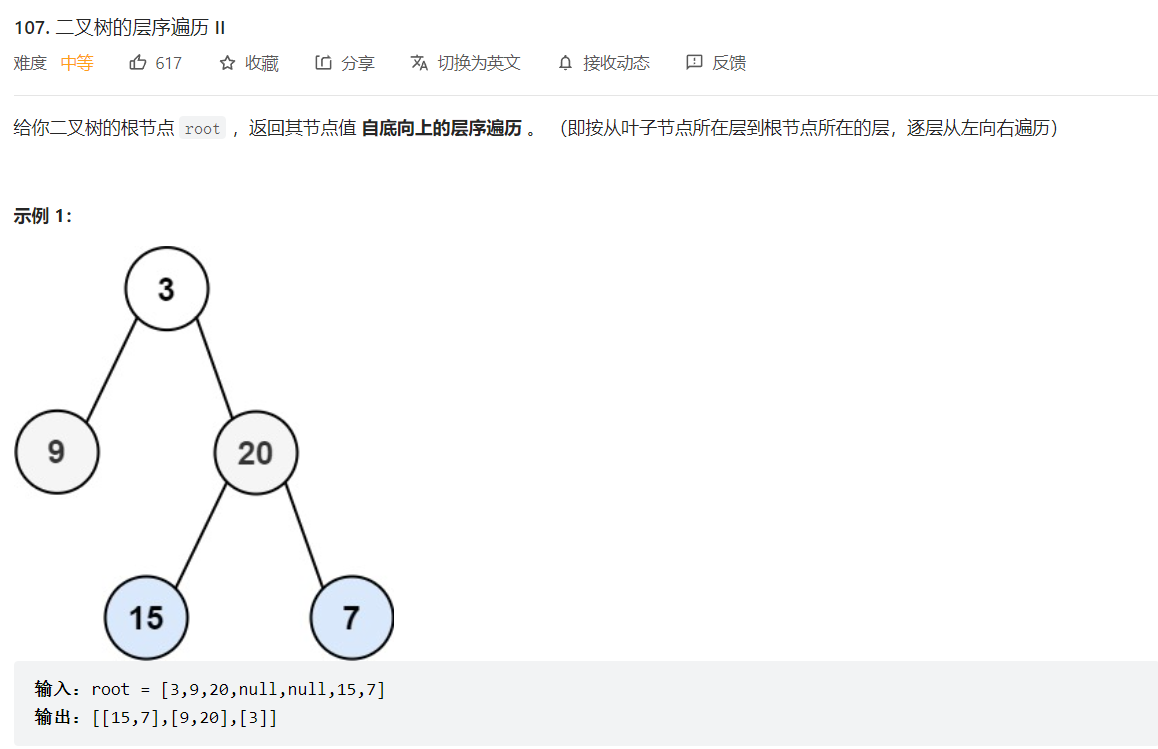 107. 二叉树的层序遍历 II
难度 中等 617 收藏 分享 切换为英文 接收动态 反馈
给你二叉树的根节点 root ，返回其节点值 自底向上的层序遍历 。 （即按从叶子节点所在层到根节点所在的层，逐层从左向右遍历）
示例 1：
3
9 20
15 7
输入：root = [3,9,20,null,null,15,7]
输出：[[15,7],[9,20],[3]]